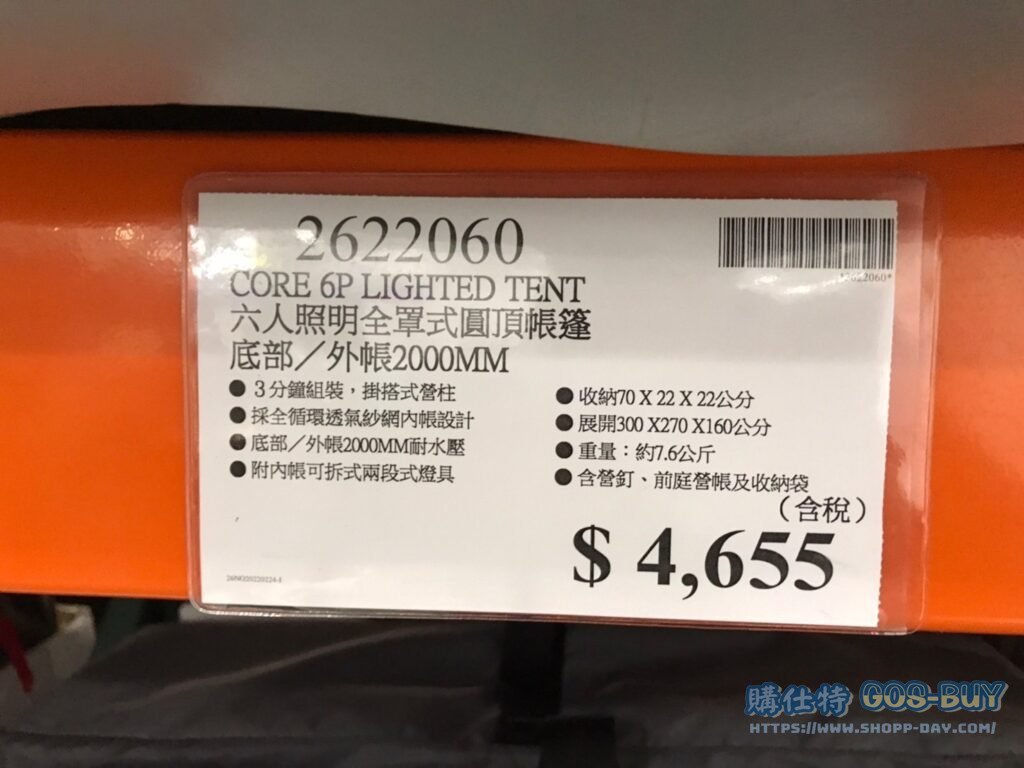 2622060
CORE 6P LIGHTED TENT
六人照明全罩式圓頂帳篷
底部／外帳2000MM
● 3分鐘組裝，掛搭式營柱
● 採全循環透氣紗網內帳設計
● 底部／外帳2000MM耐水壓
● 附內帳可拆式兩段式燈具
● 收納70 X 22 X 22公分
● 展開300 X270 X160公分
● 重量：約7.6公斤
● 含營釘、前庭營帳及收納袋
（含稅）
$ 4,655
購仕特 GOS-BUY
HTTPS://WWW.SHOPP-DAY.COM/